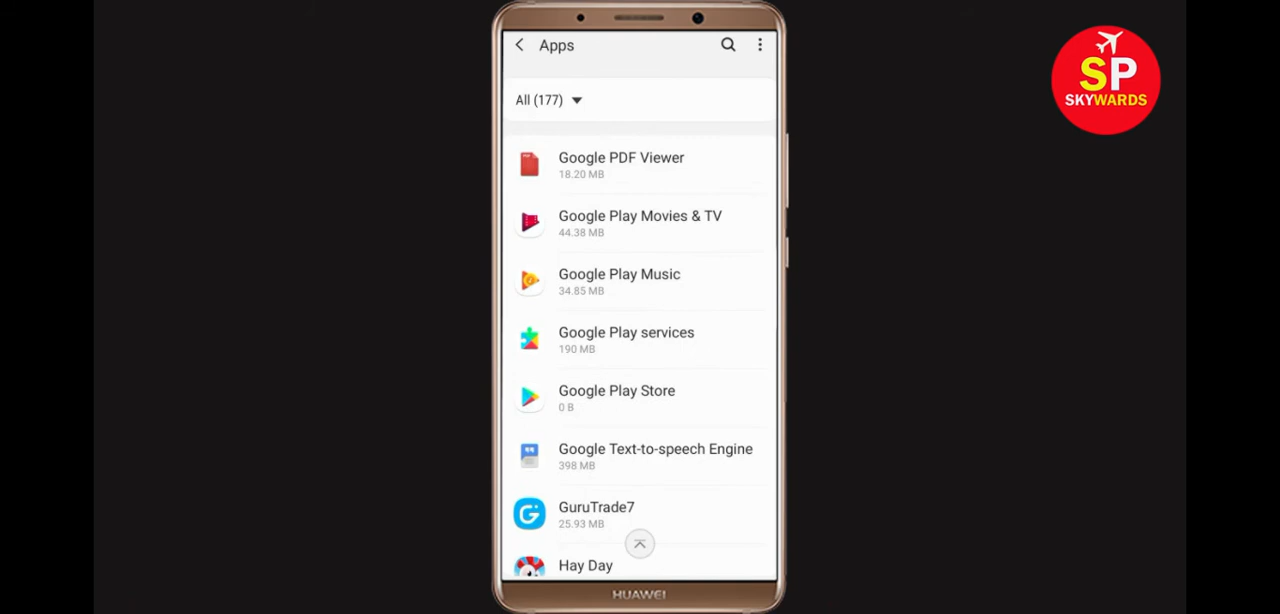 Apps
All (177)
Google PDF Viewer
18.20 MB
Google Play Movies & TV
44.38 MB
Google Play Music
34.85 MB
Google Play services
190 MB
Google Play Store
0 B
Google Text-to-speech Engine
398 MB
GuruTrade7
25.93 MB
Hay Day
HUAWEI
SP
SKYWARDS